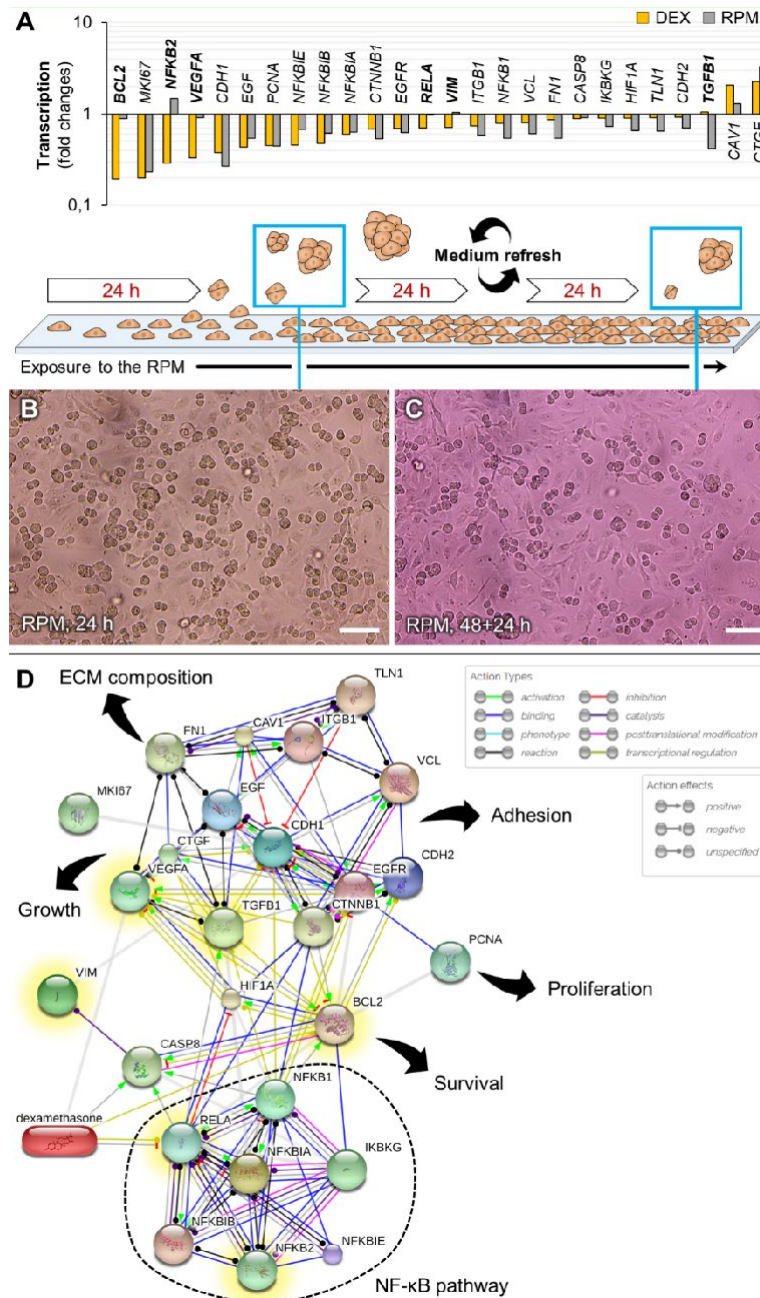 A
DEX RPM
10
1
0,1
Transcription
(fold changes)
BCL2
MKI67
NFKB2
VEGFA
CDH1
EGF
PCNA
NFKBIE
NFKBIB
NFKBIA
CTNNB1
EGFR
RELA
VIM
ITGB1
NFKB1
VCL
FN1
CASP8
IKBKG
HIF1A
TLN1
CDH2
TGFB1
CAV1
CTGF
Medium refresh
24 h 24 h 24 h
Exposure to the RPM
B
RPM, 24 h
C
RPM, 48+24 h
D
ECM composition
TLN1
CAV1
ITGB1
FN1
VCL
MKI67
EGF
CDH1
Adhesion
CTGF
CDH2
VEGFA
EGFR
Growth
TGFB1
CTNNB1
PCNA
VIM
HIF1A
Proliferation
BCL2
CASP8
Survival
NFKB1
dexamethasone
RELA
IKBKG
NFKBIA
NFKBIB
NFKB2
NFKBIE
NF-κB pathway
Action Types
activation inhibition
binding catalysis
phenotype posttranslational modification
reaction transcriptional regulation
Action effects
positive
negative
unspecified